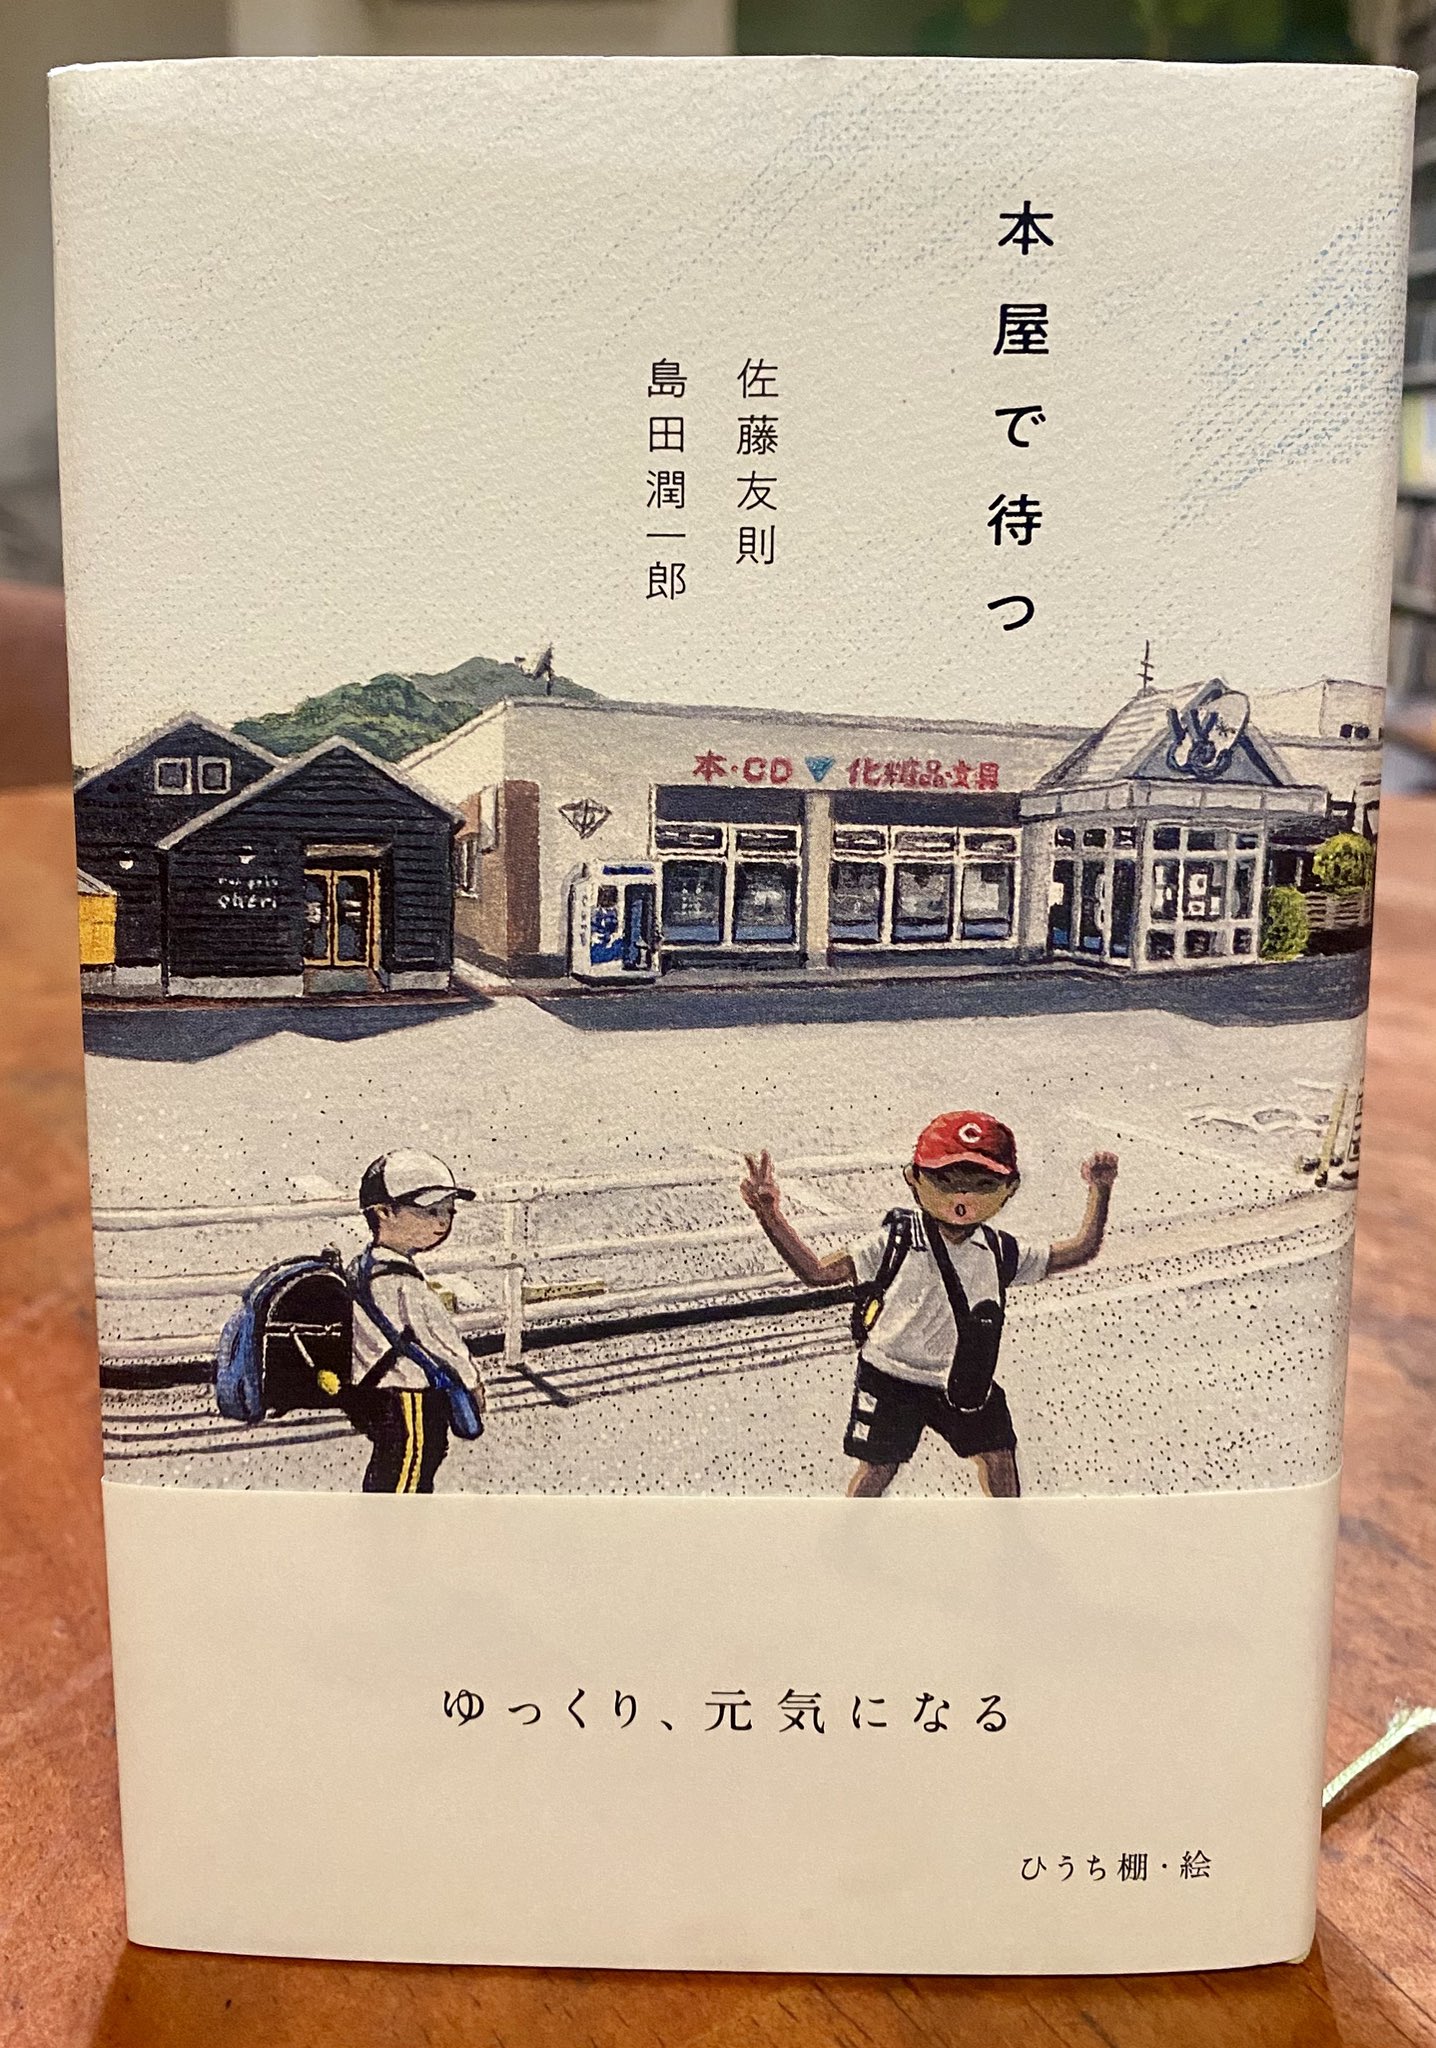 本屋で待つ
佐藤友則
島田潤一郎
本・CD▼化粧品・文具
C
ゆっくり、元気になる
ひうち棚・絵